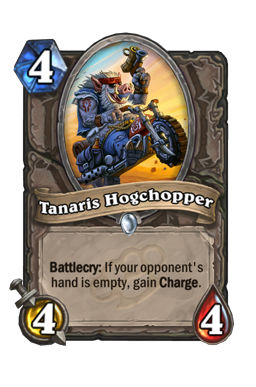 4
Tanaris Hogchopper
Battlecry: If your opponent's
hand is empty, gain Charge.
4
4